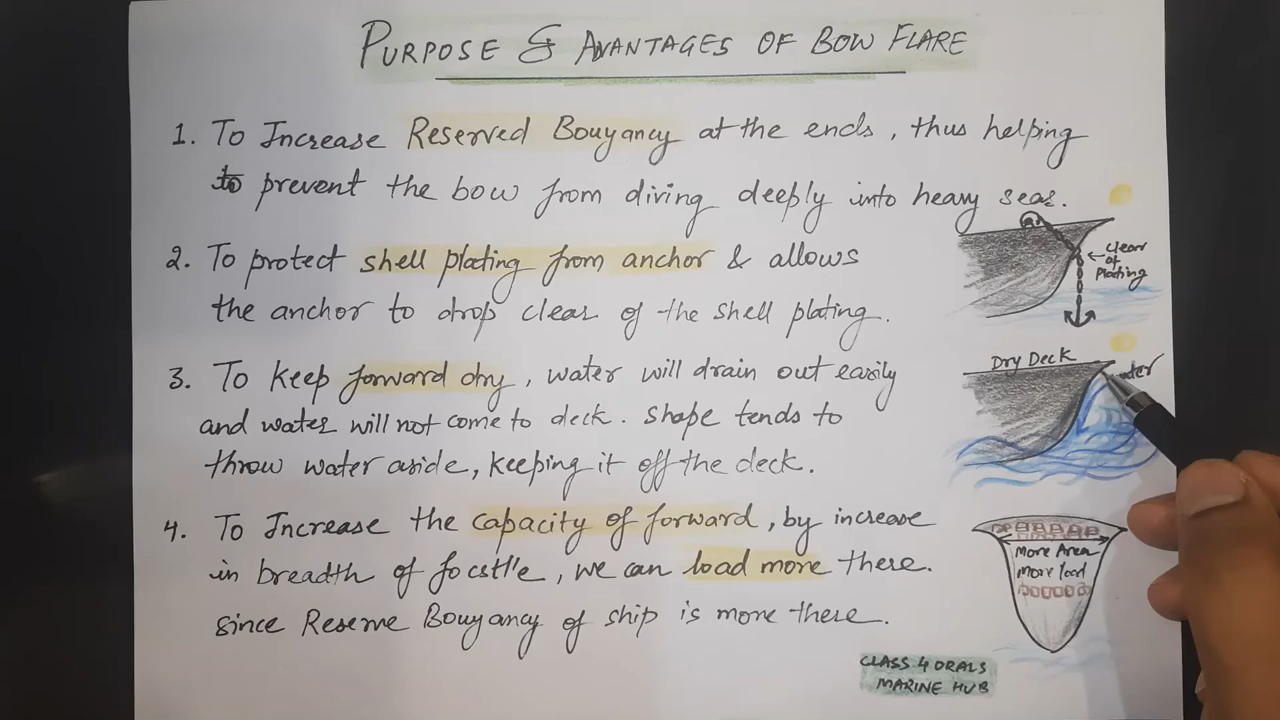 PURPOSE & AVANTAGES OF BOW FLARE
1. To Increase Reserved Bouyancy at the ends, thus helping
to prevent the bow from diving deeply into heavy seas.
2. To protect shell plating from anchor & allows
the anchor to drop clear of the shell plating.
clear
of
Plating
3. To keep forward dry, water will drain out easily
and water will not come to deck. Shape tends to
throw water aside, keeping it off the deck.
Dry Deck
4. To Increase the capacity of forward, by increase
in breadth of focstl'e, we can load more there.
since Reserve Bouyancy of ship is more there.
More Area
More load
CLASS 4 ORALS
MARINE HUB